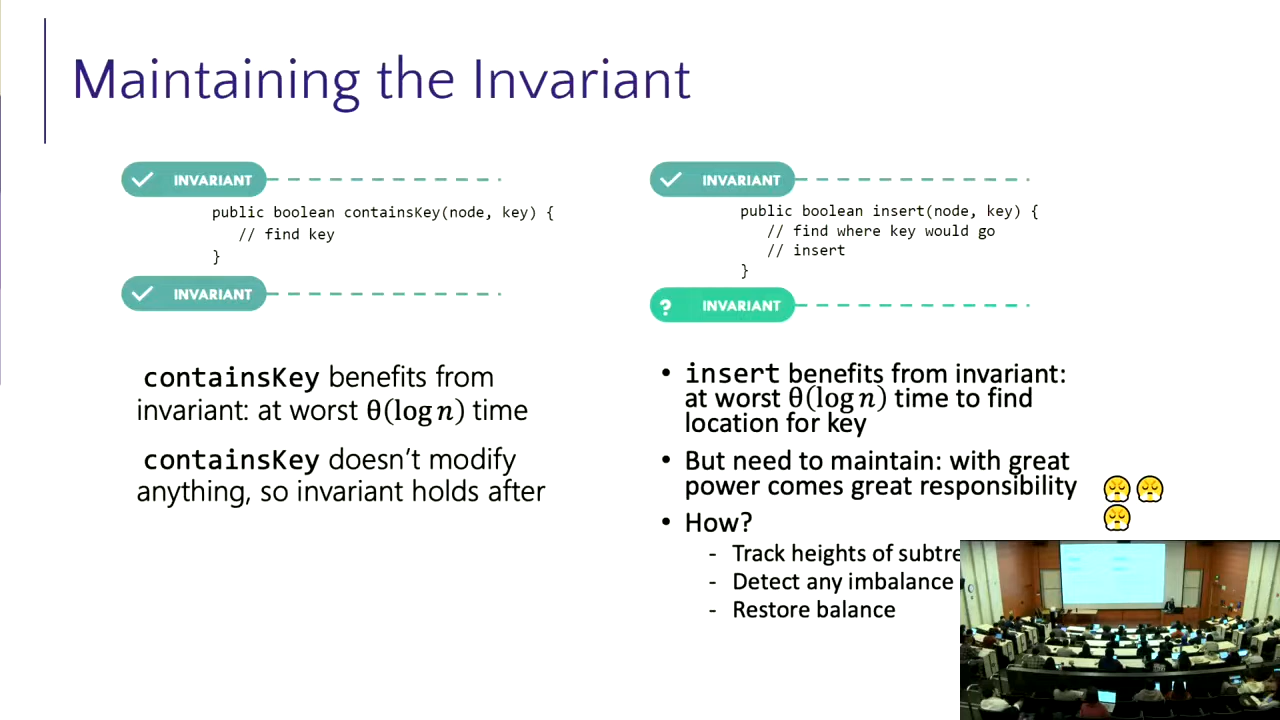 Maintaining the Invariant
INVARIANT
public boolean containsKey(node, key) {
// find key
}
INVARIANT
containsKey benefits from
invariant: at worst θ(log n) time
containsKey doesn't modify
anything, so invariant holds after
INVARIANT
public boolean insert(node, key) {
// find where key would go
// insert
}
? INVARIANT
• insert benefits from invariant:
at worst θ(log n) time to find
location for key
• But need to maintain: with great
power comes great responsibility
• How?
- Track heights of
- Detect any imbalance
- Restore balance